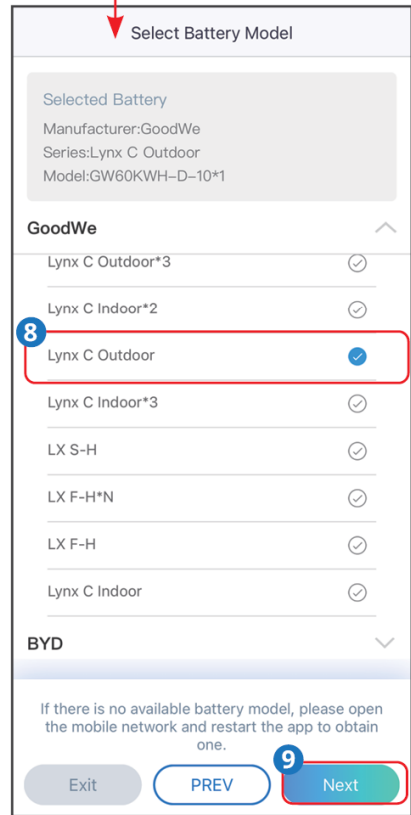 Select Battery Model
Selected Battery
Manufacturer:GoodWe
Series:Lynx C Outdoor
Model:GW60KWH-D-10*1
GoodWe
Lynx C Outdoor*3
Lynx C Indoor*2
8
Lynx C Outdoor
Lynx C Indoor*3
LX S-H
LX F-H*N
LX F-H
Lynx C Indoor
BYD
If there is no available battery model, please open
the mobile network and restart the app to obtain
one.
9
Exit
PREV
Next